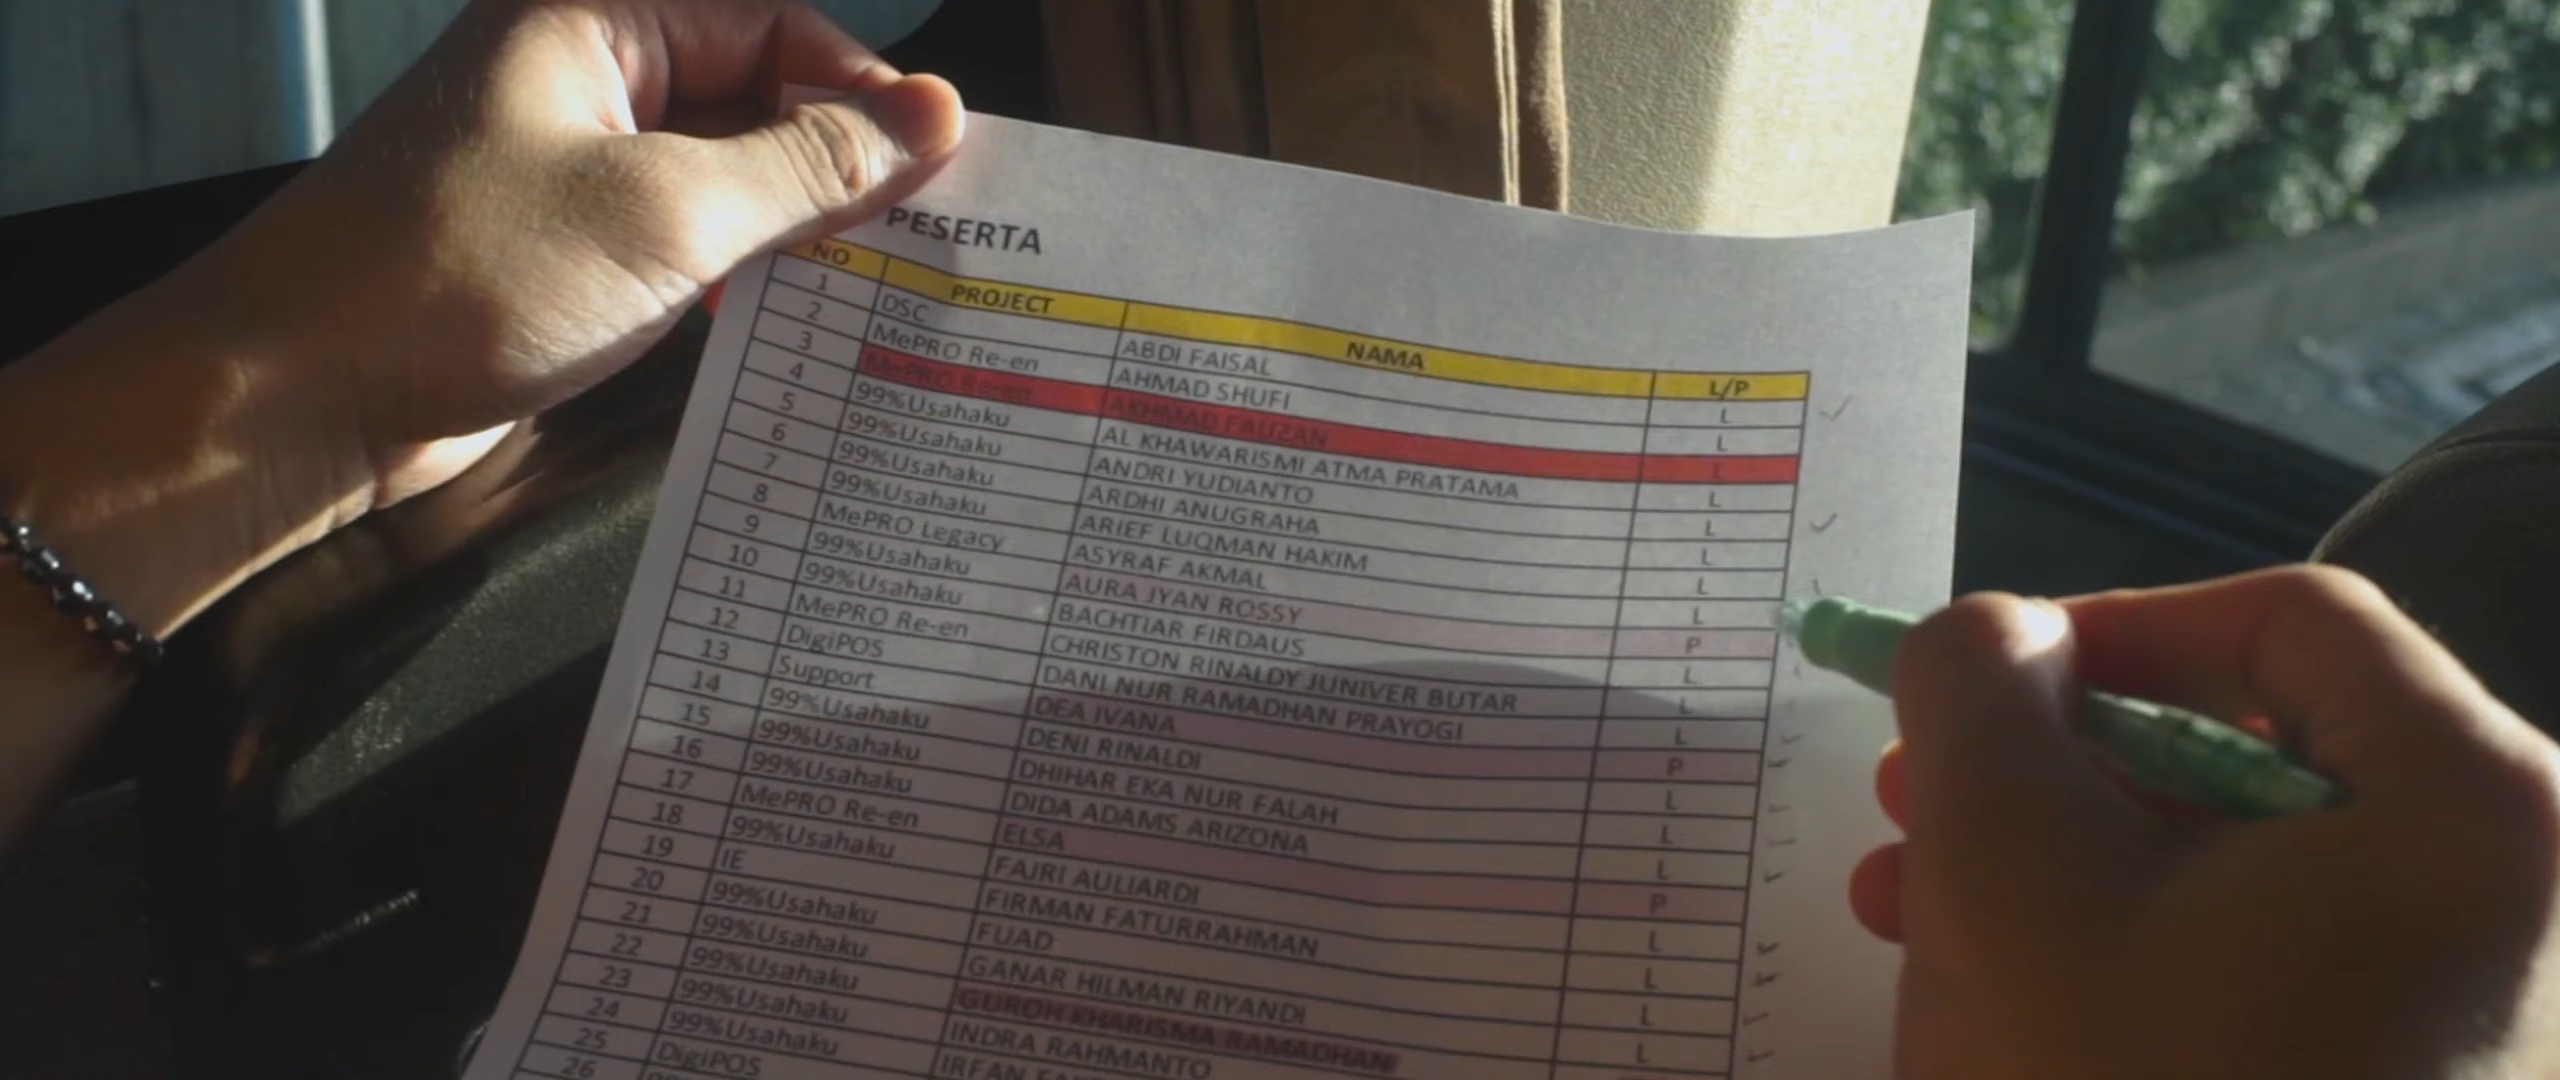 PESERTA
NO PROJECT NAMA L/P
1 DSC ABDI FAISAL L
2 MePRO Re-en AHMAD SHUFI L
3 MePRO Re-en AKHMAD FAUZAN L
4 99%Usahaku AL KHAWARISMI ATMA PRATAMA L
5 99%Usahaku ANDRI YUDIANTO L
6 99%Usahaku ARDHI ANUGRAHA L
7 99%Usahaku ARIEF LUQMAN HAKIM L
8 MePRO Legacy ASYRAF AKMAL L
9 99%Usahaku AURA JYAN ROSSY P
10 99%Usahaku BACHTIAR FIRDAUS L
11 MePRO Re-en CHRISTON RINALDY JUNIVER BUTAR L
12 DigiPOS DANI NUR RAMADHAN PRAYOGI L
13 Support DEA IVANA P
14 99%Usahaku DENI RINALDI L
15 99%Usahaku DHIHAR EKA NUR FALAH L
16 99%Usahaku DIDA ADAMS ARIZONA L
17 MePRO Re-en ELSA P
18 99%Usahaku FAJRI AULIARDI L
19 IE FIRMAN FATURRAHMAN L
20 99%Usahaku FUAD L
21 99%Usahaku GANAR HILMAN RIYANDI L
22 99%Usahaku GUROH KHARISMA RAMADHAN
23 99%Usahaku INDRA RAHMANTO
24 99%Usahaku IRFAN
25 DigiPOS
26